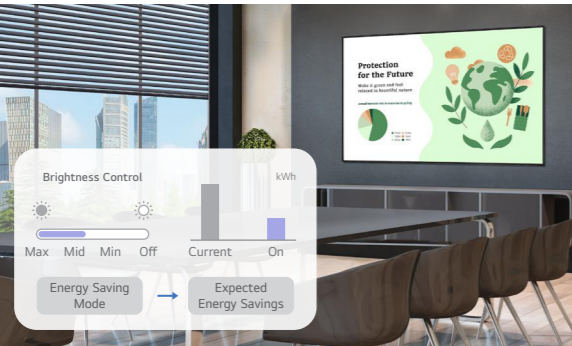 Protection
for the Future
Make it green and feel
relaxed in beautiful nature
Brightness Control
kWh
Max Mid Min Off
Current On
Energy Saving
Mode
Expected
Energy Savings